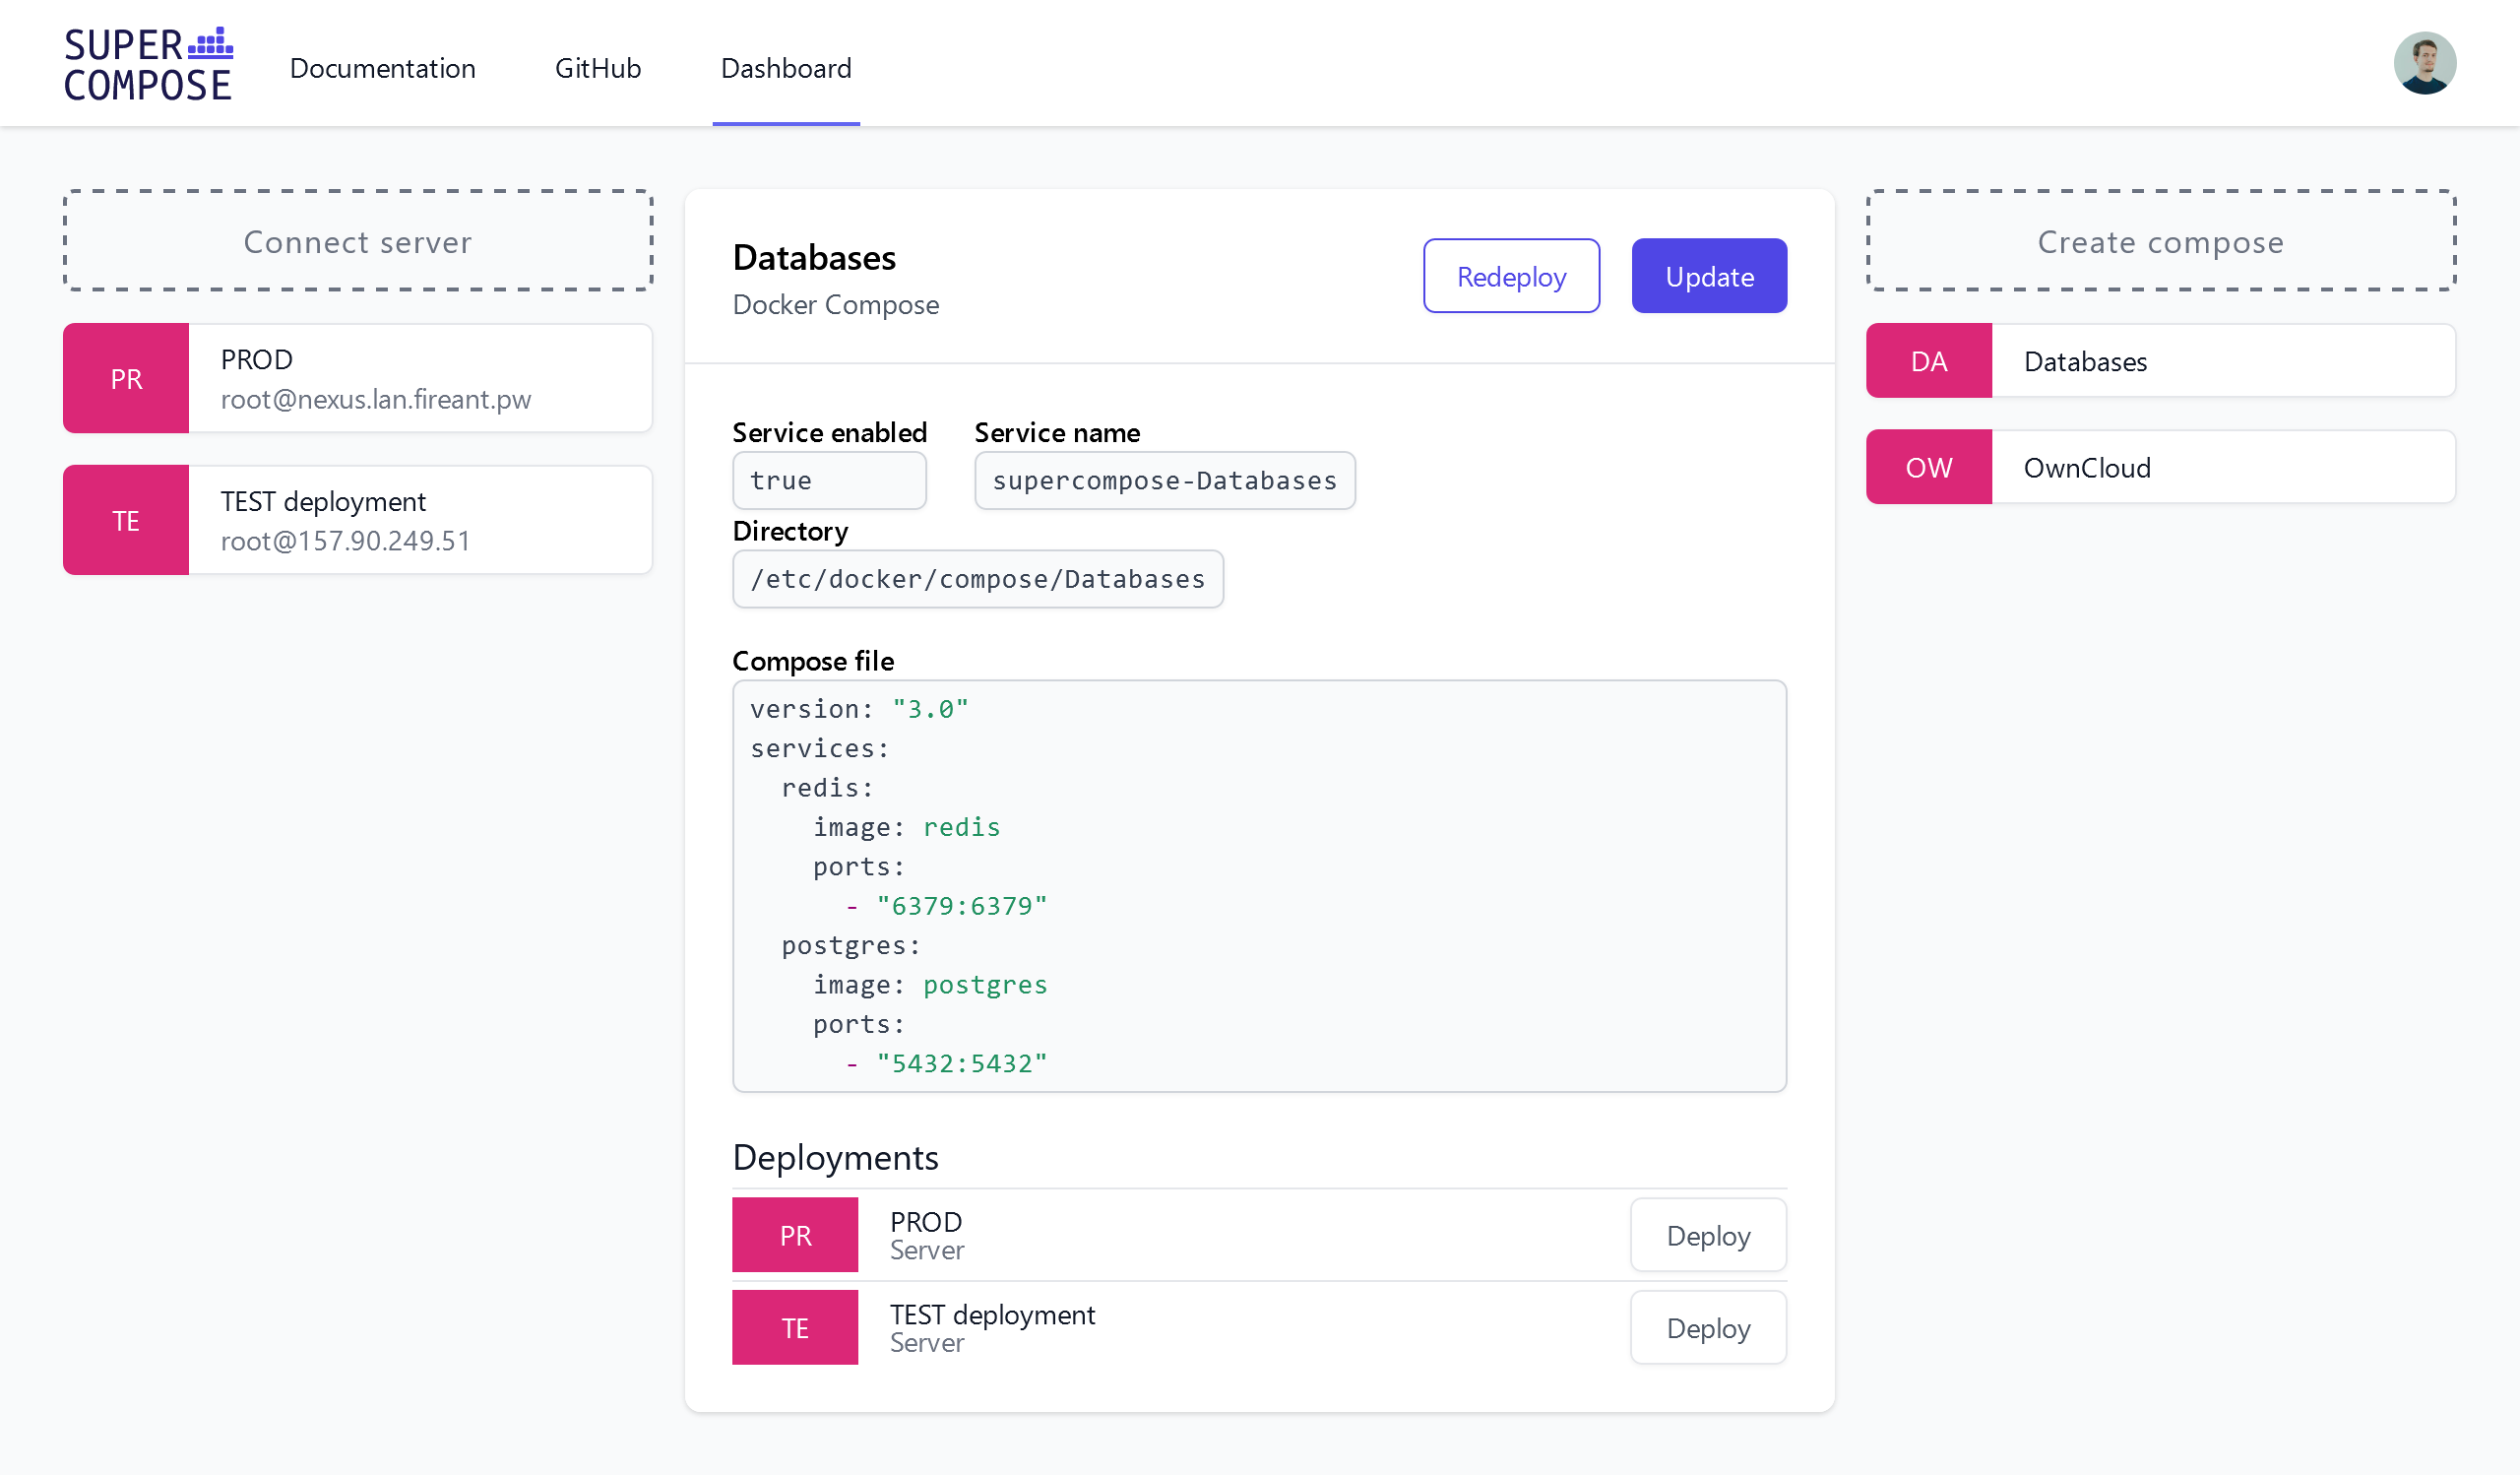 SUPER
COMPOSE
Documentation
GitHub
Dashboard
Connect server
PR
PROD
root@nexus.lan.fireant.pw
TE
TEST deployment
root@157.90.249.51
Databases
Docker Compose
Redeploy
Update
Service enabled
true
Service name
supercompose-Databases
Directory
/etc/docker/compose/Databases
Compose file
version: "3.0"
services:
  redis:
    image: redis
    ports:
      - "6379:6379"
  postgres:
    image: postgres
    ports:
      - "5432:5432"
Deployments
PR
PROD
Server
Deploy
TE
TEST deployment
Server
Deploy
Create compose
DA
Databases
OW
OwnCloud